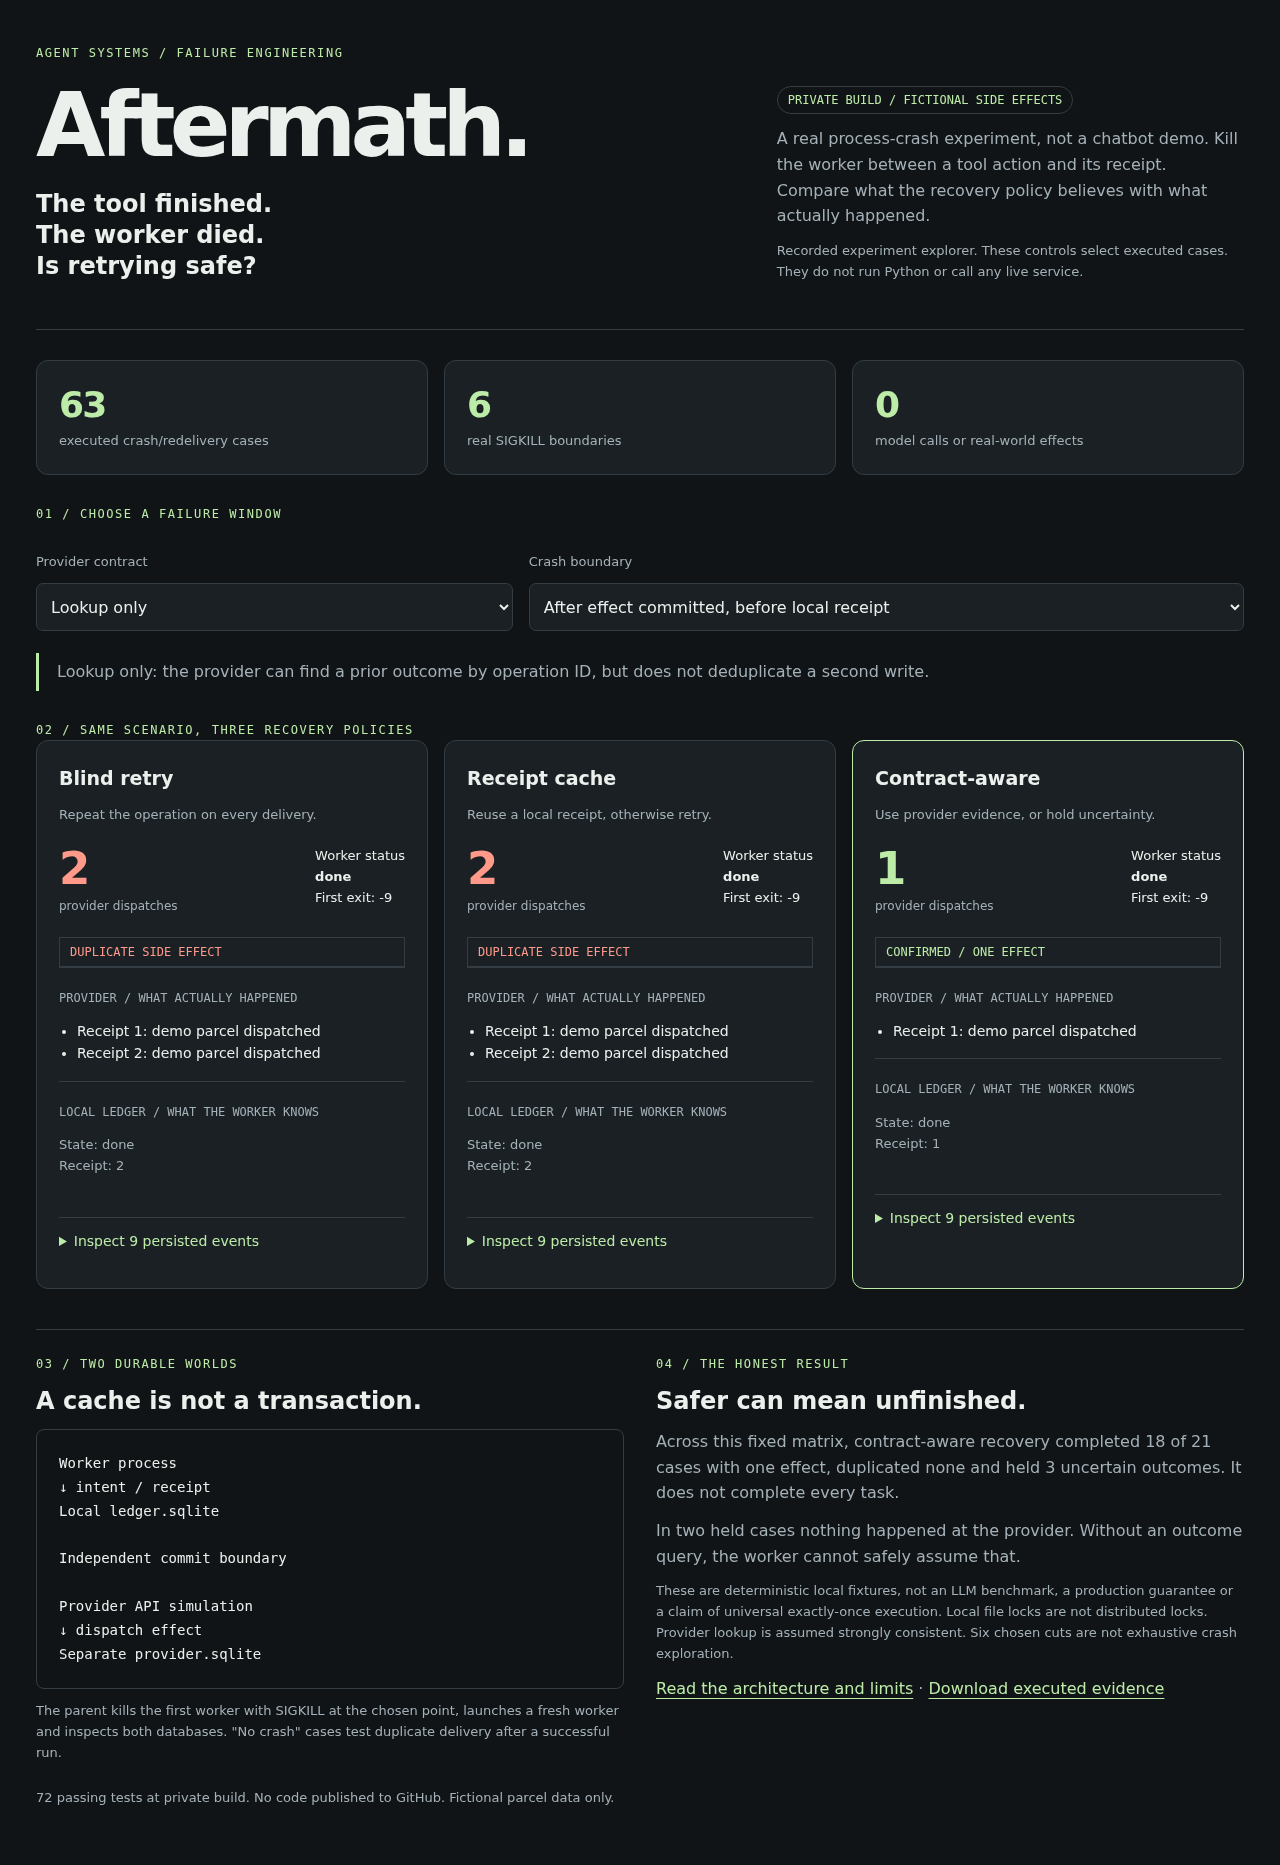 AGENT SYSTEMS / FAILURE ENGINEERING
Aftermath.
The tool finished.
The worker died.
Is retrying safe?
PRIVATE BUILD / FICTIONAL SIDE EFFECTS
A real process-crash experiment, not a chatbot demo. Kill
the worker between a tool action and its receipt.
Compare what the recovery policy believes with what
actually happened.
Recorded experiment explorer. These controls select executed cases.
They do not run Python or call any live service.
63
executed crash/redelivery cases
6
real SIGKILL boundaries
0
model calls or real-world effects
01 / CHOOSE A FAILURE WINDOW
Provider contract
Lookup only
Crash boundary
After effect committed, before local receipt
Lookup only: the provider can find a prior outcome by operation ID, but does not deduplicate a second write.
02 / SAME SCENARIO, THREE RECOVERY POLICIES
Blind retry
Repeat the operation on every delivery.
2
provider dispatches
Worker status
done
First exit: -9
DUPLICATE SIDE EFFECT
PROVIDER / WHAT ACTUALLY HAPPENED
• Receipt 1: demo parcel dispatched
• Receipt 2: demo parcel dispatched
LOCAL LEDGER / WHAT THE WORKER KNOWS
State: done
Receipt: 2
▶ Inspect 9 persisted events
Receipt cache
Reuse a local receipt, otherwise retry.
2
provider dispatches
Worker status
done
First exit: -9
DUPLICATE SIDE EFFECT
PROVIDER / WHAT ACTUALLY HAPPENED
• Receipt 1: demo parcel dispatched
• Receipt 2: demo parcel dispatched
LOCAL LEDGER / WHAT THE WORKER KNOWS
State: done
Receipt: 2
▶ Inspect 9 persisted events
Contract-aware
Use provider evidence, or hold uncertainty.
1
provider dispatches
Worker status
done
First exit: -9
CONFIRMED / ONE EFFECT
PROVIDER / WHAT ACTUALLY HAPPENED
• Receipt 1: demo parcel dispatched
LOCAL LEDGER / WHAT THE WORKER KNOWS
State: done
Receipt: 1
▶ Inspect 9 persisted events
03 / TWO DURABLE WORLDS
A cache is not a transaction.
Worker process
↓ intent / receipt
Local ledger.sqlite
Independent commit boundary
Provider API simulation
↓ dispatch effect
Separate provider.sqlite
The parent kills the first worker with SIGKILL at the chosen point, launches a fresh worker
and inspects both databases. "No crash" cases test duplicate delivery after a successful
run.
04 / THE HONEST RESULT
Safer can mean unfinished.
Across this fixed matrix, contract-aware recovery completed 18 of 21
cases with one effect, duplicated none and held 3 uncertain outcomes. It
does not complete every task.
In two held cases nothing happened at the provider. Without an outcome
query, the worker cannot safely assume that.
These are deterministic local fixtures, not an LLM benchmark, a production guarantee or
a claim of universal exactly-once execution. Local file locks are not distributed locks.
Provider lookup is assumed strongly consistent. Six chosen cuts are not exhaustive crash
exploration.
Read the architecture and limits · Download executed evidence
72 passing tests at private build. No code published to GitHub. Fictional parcel data only.